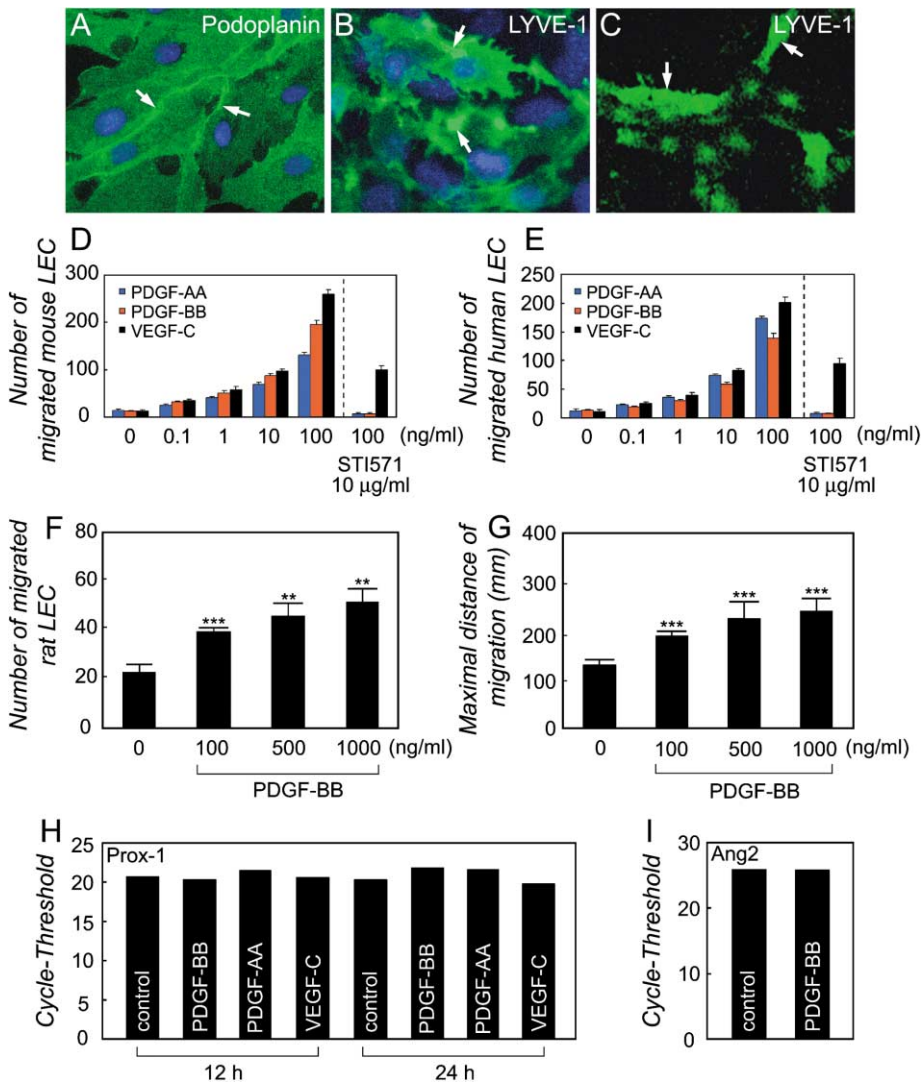 A Podoplanin B LYVE-1 C LYVE-1
D
Number of
migrated mouse LEC
300
200
100
0
PDGF-AA
PDGF-BB
VEGF-C
0 0.1 1 10 100 100 (ng/ml)
STI571
10 µg/ml
E
Number of
migrated human LEC
250
200
150
100
50
0
PDGF-AA
PDGF-BB
VEGF-C
0 0.1 1 10 100 100 (ng/ml)
STI571
10 µg/ml
F
Number of migrated
rat LEC
80
60
40
20
0
*** ** **
0 100 500 1000 (ng/ml)
PDGF-BB
G
Maximal distance of
migration (mm)
400
300
200
100
0
*** *** ***
0 100 500 1000 (ng/ml)
PDGF-BB
H
Cycle-Threshold
25
20
15
10
5
0
Prox-1
control PDGF-BB PDGF-AA VEGF-C control PDGF-BB PDGF-AA VEGF-C
12 h 24 h
I
Cycle-Threshold
30
20
10
0
Ang2
control PDGF-BB